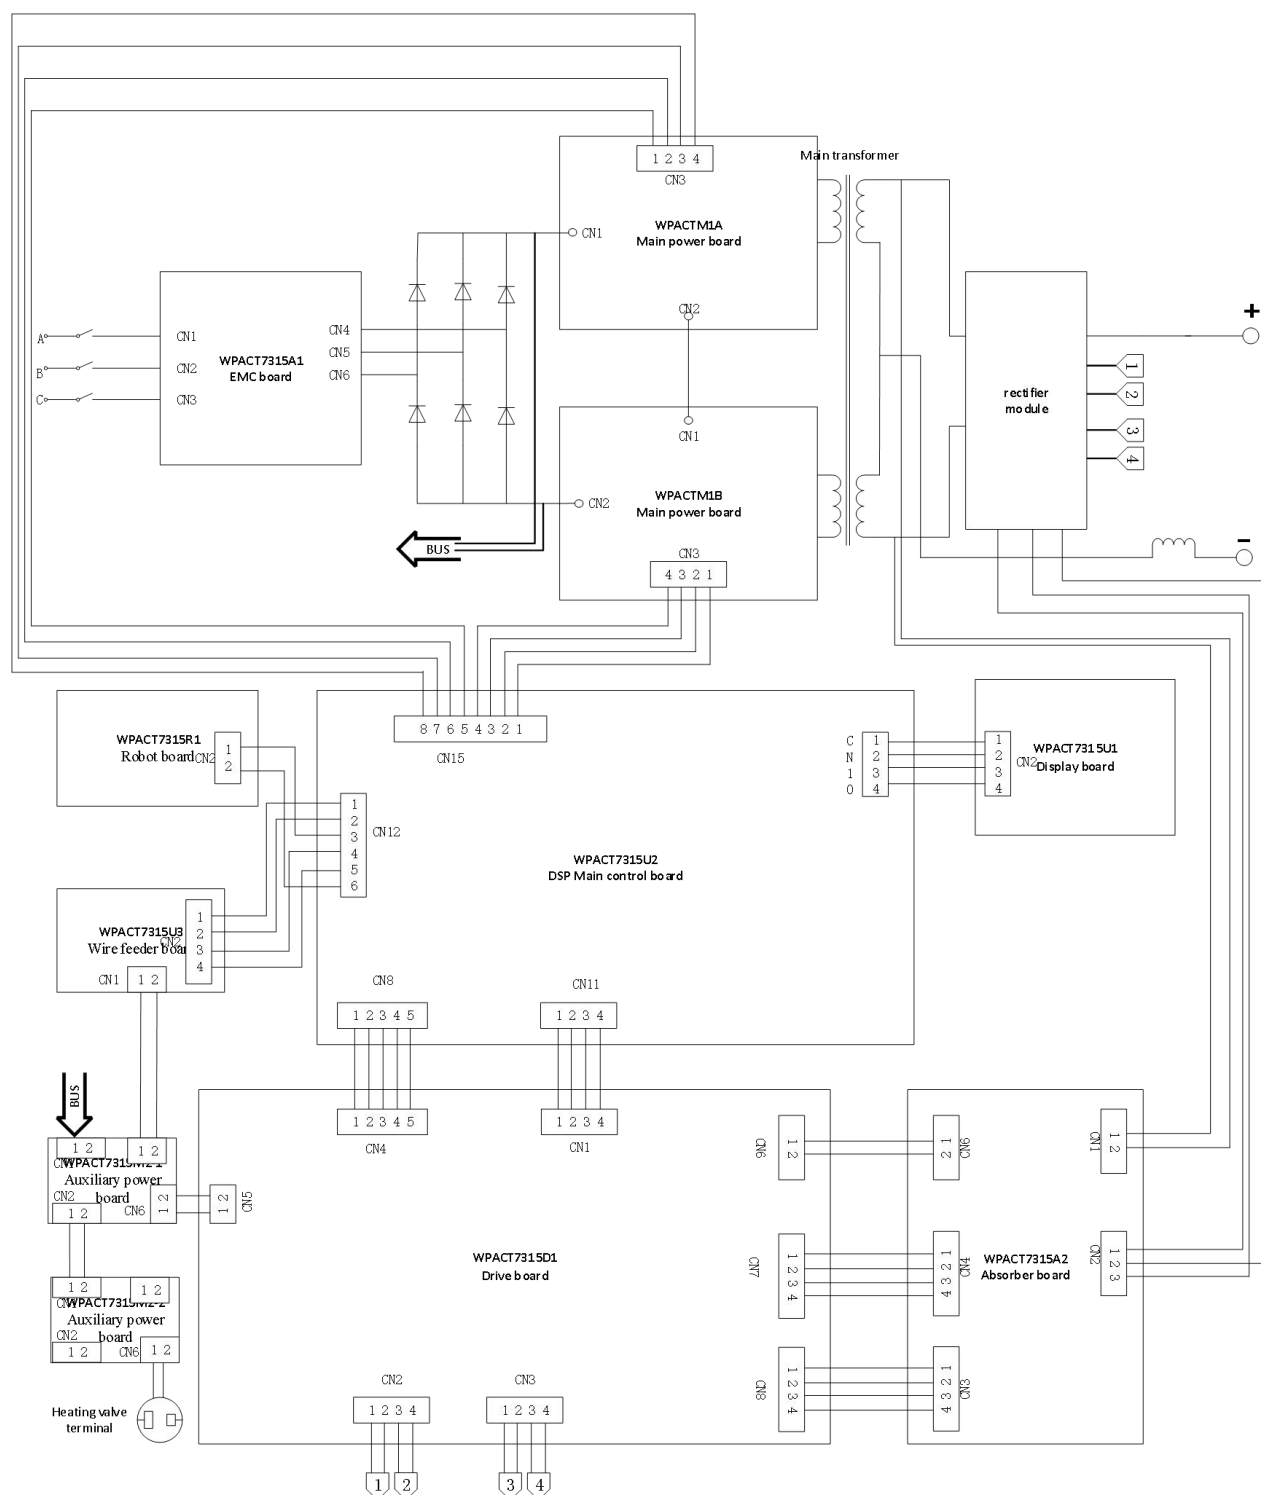 Main transformer
1 2 3 4
CN3
WPACTM1A
Main power board
CN1
CN2
WPACT7315A1
EMC board
A
B
C
CN1
CN2
CN3
CN4
CN5
CN6
CN1
WPACTM1B
Main power board
CN2
CN3
4 3 2 1
BUS
rectifier
module
+
1
2
3
4
-
WPACT7315R1
Robot board
CN2
1
2
8 7 6 5 4 3 2 1
CN15
WPACT7315U2
DSP Main control board
1
2
3
4
5
6
CN12
C
N
1
0
1
2
3
4
1
2
3
4
CN2
WPACT7315U1
Display board
WPACT7315U3
Wire feeder board
CN2
1
2
3
4
CN1
1 2
CN8
1 2 3 4 5
CN11
1 2 3 4
BUS
1 2
1 2
CN1
WPACT7315M2-1
Auxiliary power
board
CN2
1 2
CN6
1 2
1 2
CN5
1 2
1 2
CN1
WPACT7315M2-2
Auxiliary power
board
CN2
1 2
CN6
1 2
Heating valve
terminal
1 2 3 4 5
CN4
1 2 3 4
CN1
WPACT7315D1
Drive board
CN6
1 2
CN7
1 2 3 4
CN8
1 2 3 4
CN2
1 2 3 4
CN3
1 2 3 4
1
2
3
4
2 1
CN6
CN1
1 2
4 3 2 1
CN4
WPACT7315A2
Absorber board
CN2
1
2
3
4 3 2 1
CN3